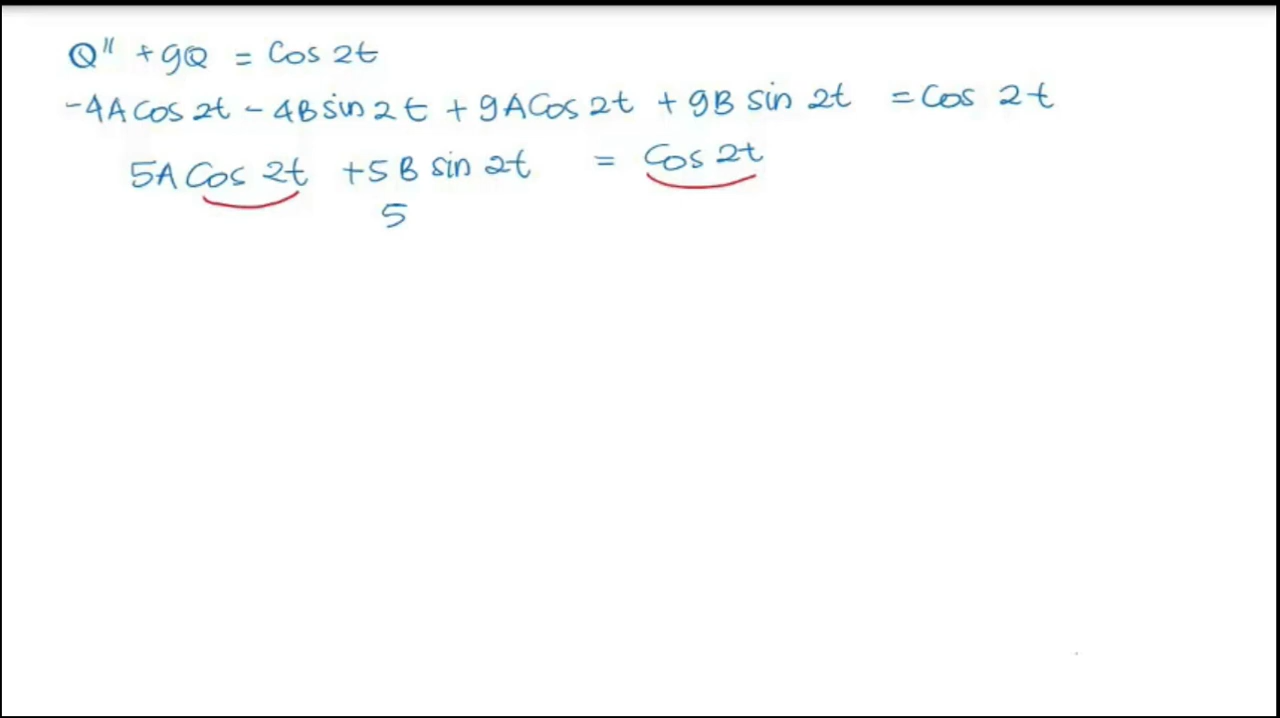 Q'' + 9Q = Cos 2t
-4A Cos 2t - 4B sin 2t + 9A Cos 2t + 9B sin 2t = Cos 2t
5A Cos 2t + 5B sin 2t = Cos 2t
5